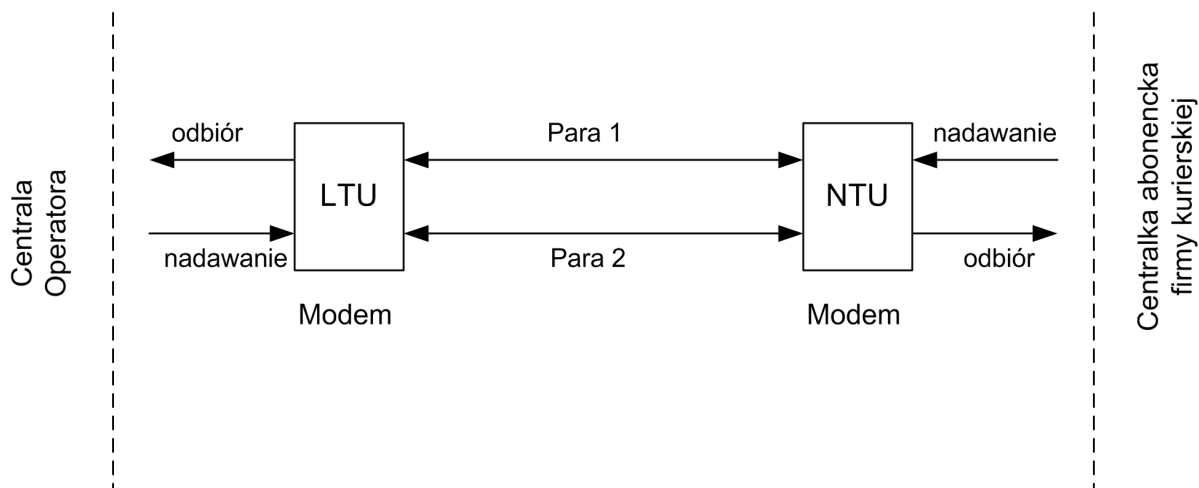 Centrala
Operatora
odbiór
nadawanie
LTU
Modem
Para 1
Para 2
NTU
Modem
nadawanie
odbiór
Centralka abonencka
firmy kurierskiej